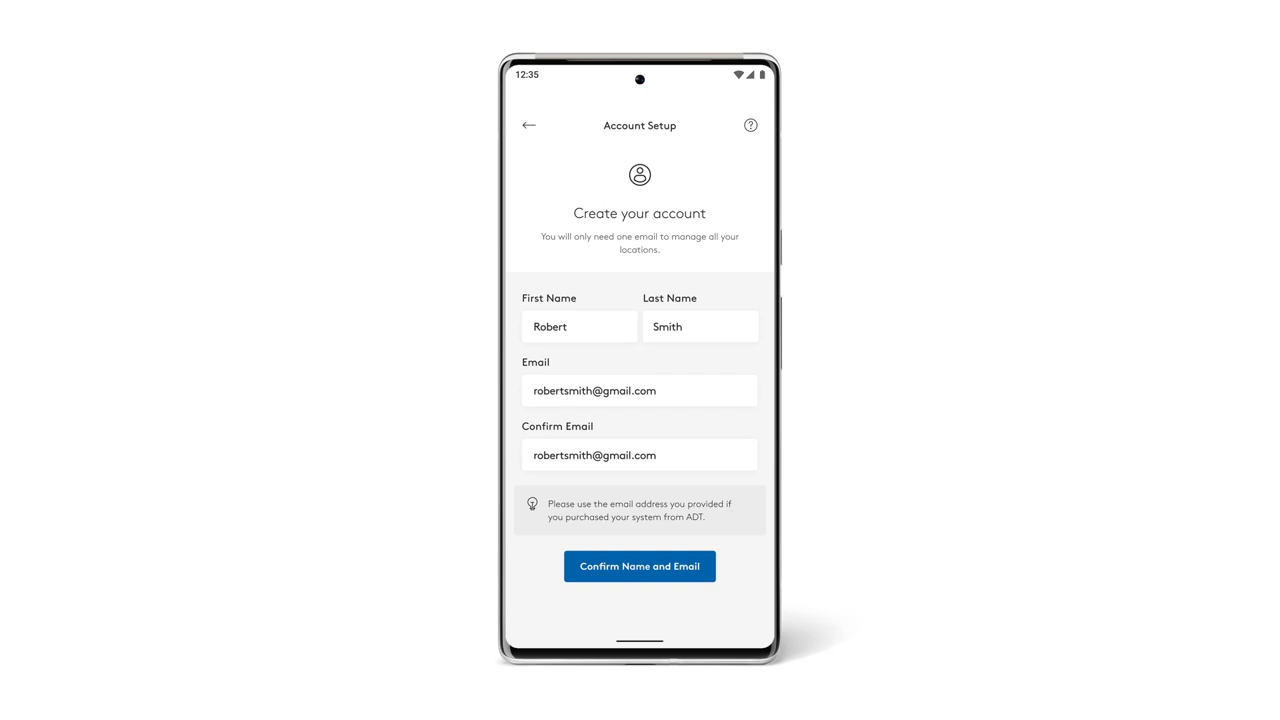 12:35
Account Setup
Create your account
You will only need one email to manage all your
locations.
First Name Last Name
Robert Smith
Email
robertsmith@gmail.com
Confirm Email
robertsmith@gmail.com
Please use the email address you provided if
you purchased your system from ADT.
Confirm Name and Email